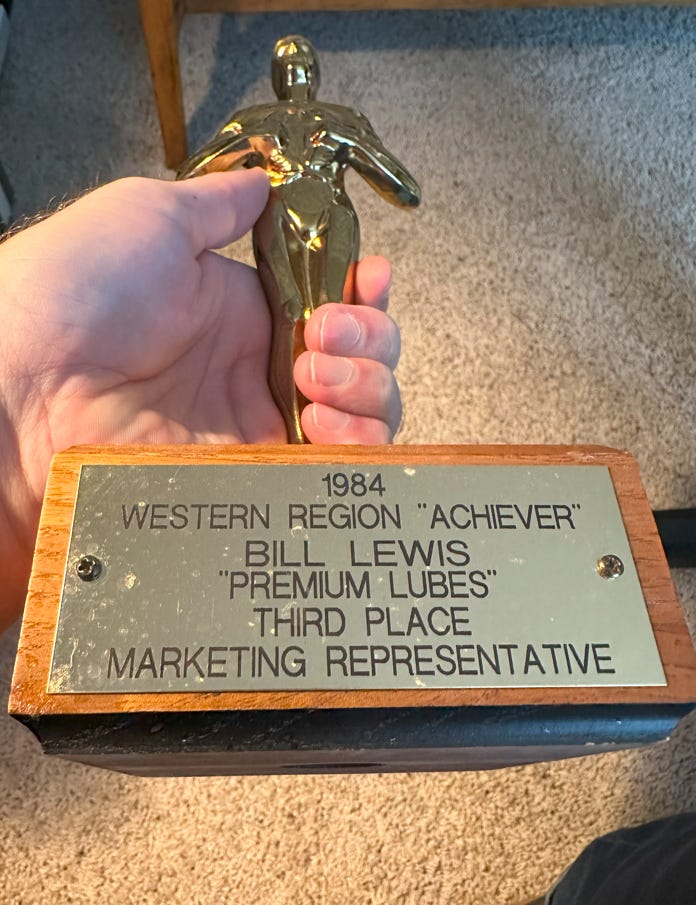 1984
WESTERN REGION "ACHIEVER"
BILL LEWIS
"PREMIUM LUBES"
THIRD PLACE
MARKETING REPRESENTATIVE